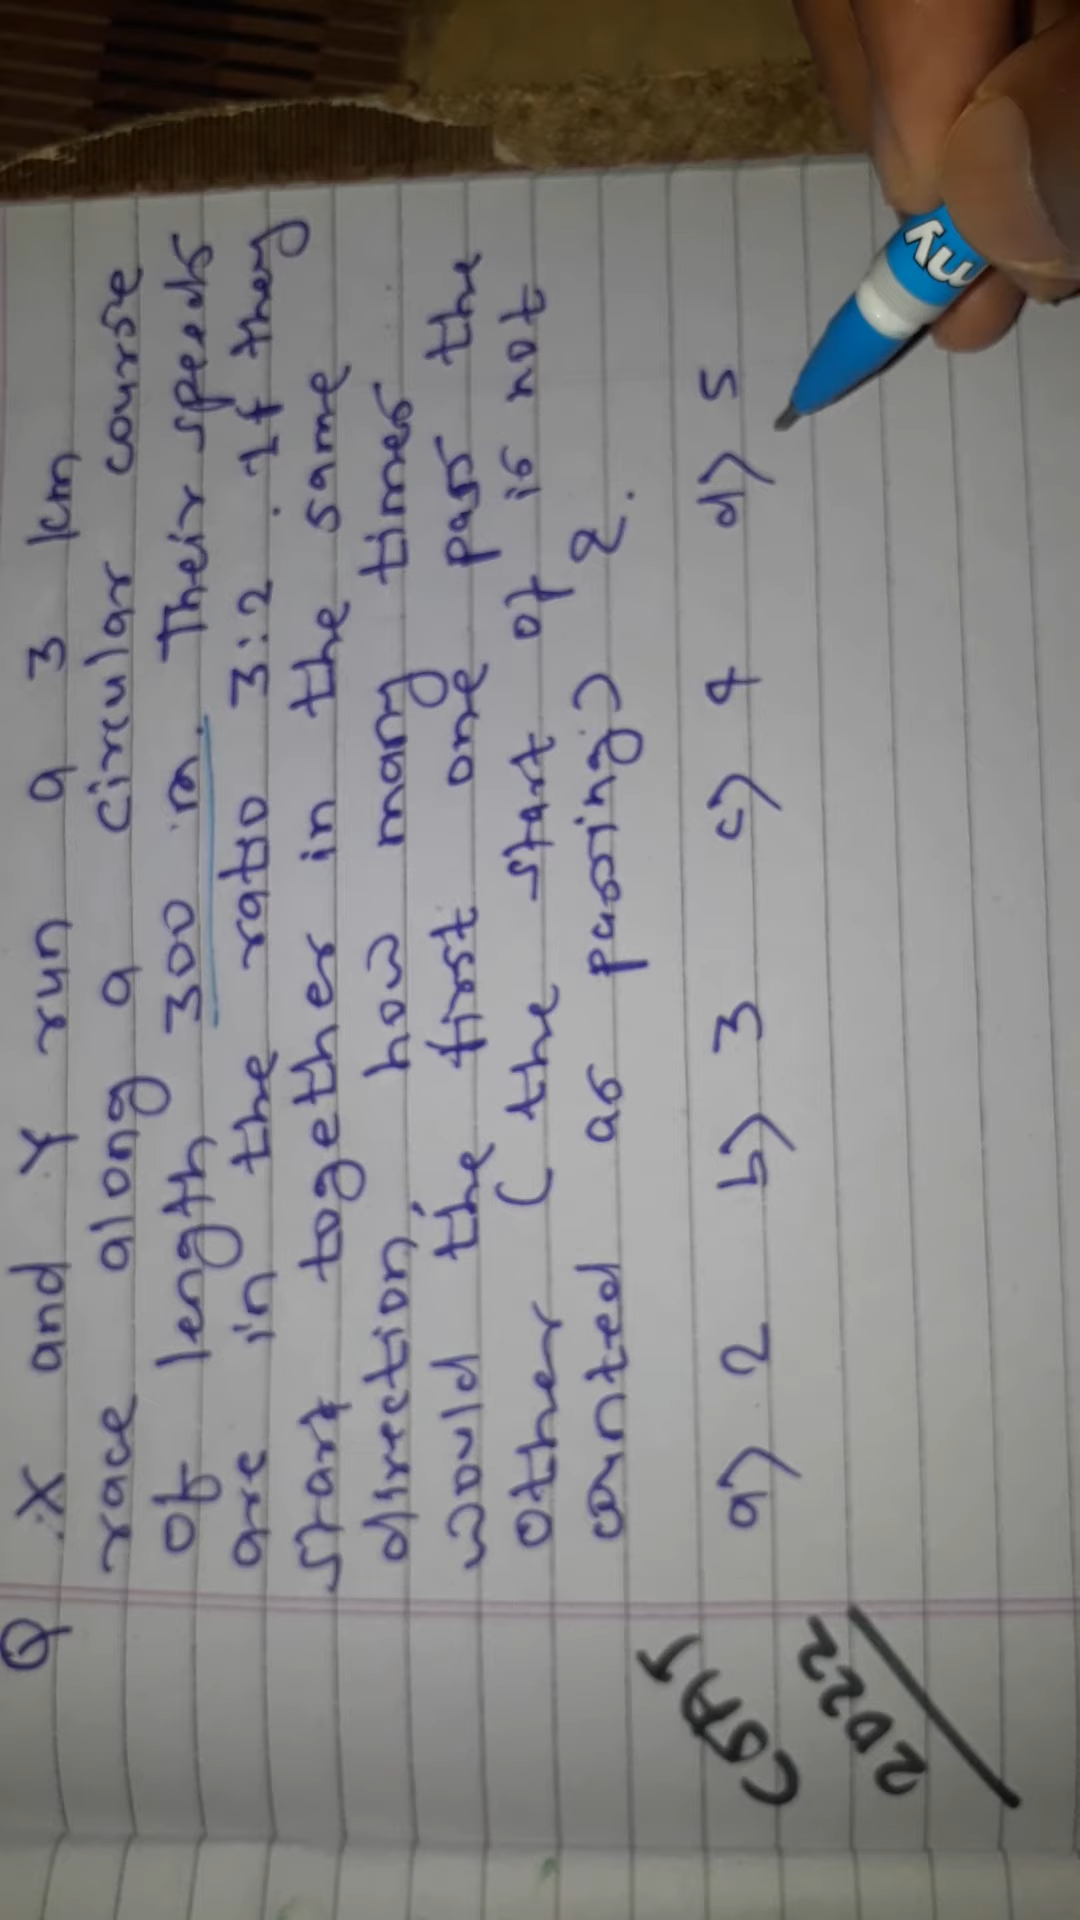 Q X and Y run a 3 km
race along a circular course
of length 300 m. Their speeds
are in the ratio 3:2. If they
start together in the same
direction, how many times
would the first one pass the
other (the start of is not
counted as passing) ?.
a) 2 b) 3 c) 4 d) 5
CSAT
2022
my